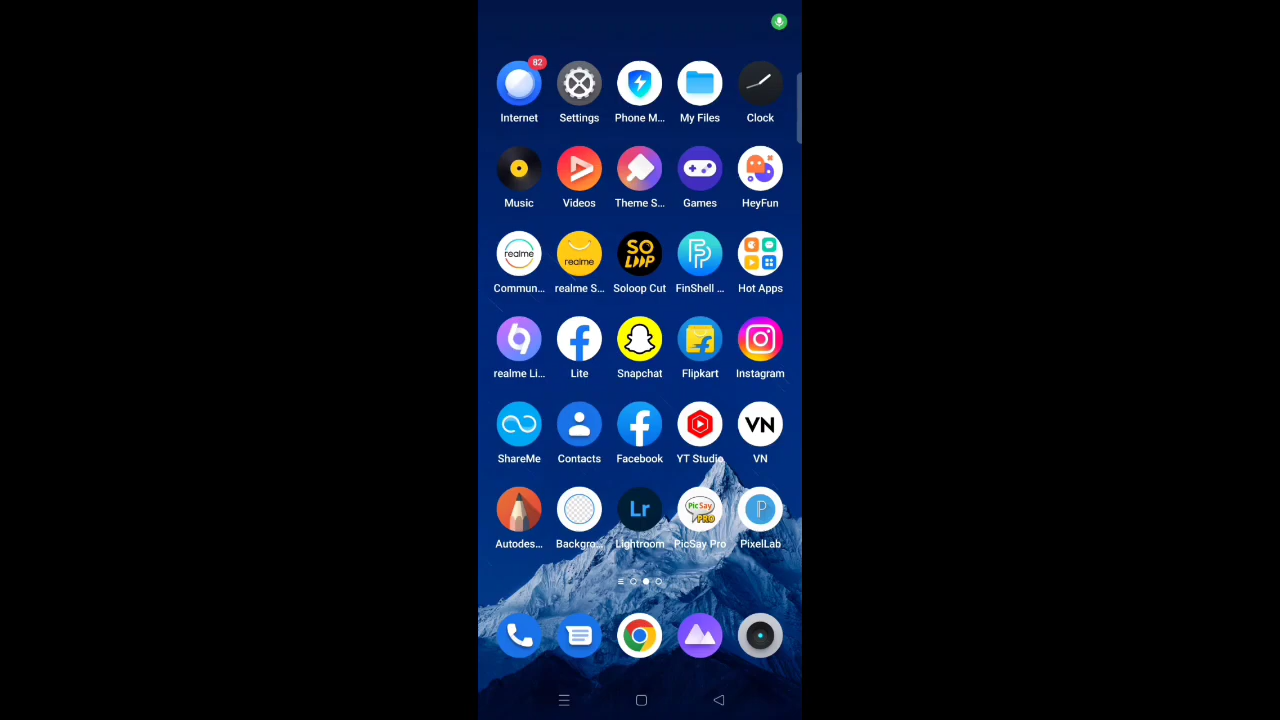 82
Internet Settings Phone M... My Files Clock
Music Videos Theme S... Games HeyFun
realme realme SO LOOP
Commun... realme S... Soloop Cut FinShell ... Hot Apps
realme Li... Lite Snapchat Flipkart Instagram
VN
ShareMe Contacts Facebook YT Studio VN
Lr PicSay PRO P
Autodes... Backgro... Lightroom PicSay Pro PixelLab